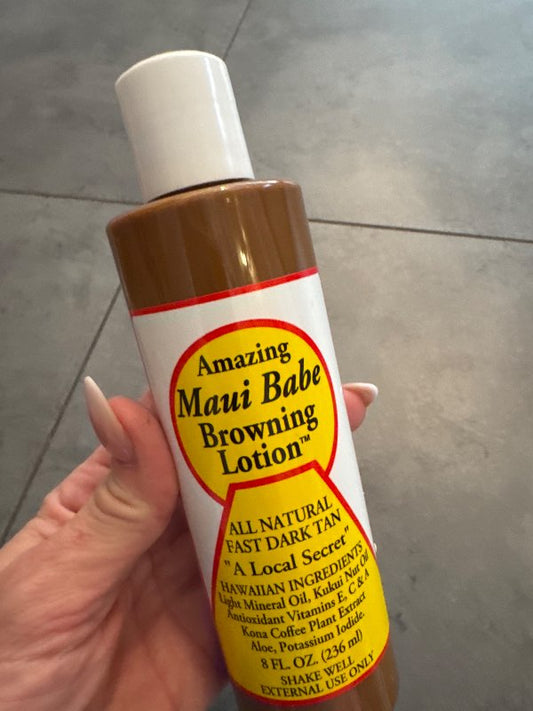 Amazing
Maui Babe
Browning
Lotion™
ALL NATURAL
FAST DARK TAN
"A Local Secret"
HAWAIIAN INGREDIENTS
Light Mineral Oil, Kukui Nut Oil
Antioxidant Vitamins E, C & A
Kona Coffee Plant Extract
Aloe, Potassium Iodide.
8 FL. OZ. (236 ml)
SHAKE WELL
EXTERNAL USE ONLY